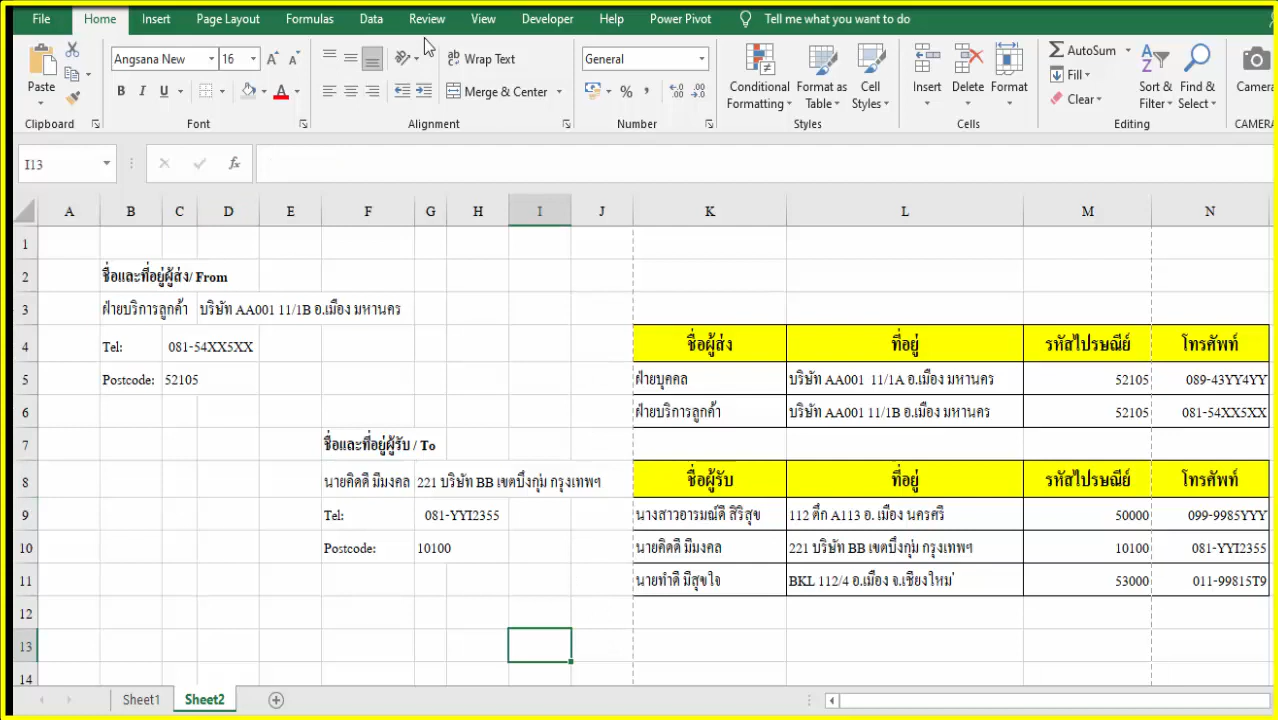 File Home Insert Page Layout Formulas Data Review View Developer Help Power Pivot Tell me what you want to do
Angsana New 16 A A Wrap Text General AutoSum
Paste Conditional Format as Cell Insert Delete Format Fill Sort & Find & Camera
B I U A Merge & Center % , Formatting Table Styles Clear Filter Select
Clipboard Font Alignment Number Styles Cells Editing CAMERA
I13 fx
A B C D E F G H I J K L M N
1
2 ชื่อและที่อยู่ผู้ส่ง/ From
3 ฝ่ายบริการลูกค้า บริษัท AA001 11/1B อ.เมือง มหานคร
4 Tel: 081-54XX5XX ชื่อผู้ส่ง ที่อยู่ รหัสไปรษณีย์ โทรศัพท์
5 Postcode: 52105 ฝ่ายบุคคล บริษัท AA001 11/1A อ.เมือง มหานคร 52105 089-43YY4YY
6 ฝ่ายบริการลูกค้า บริษัท AA001 11/1B อ.เมือง มหานคร 52105 081-54XX5XX
7 ชื่อและที่อยู่ผู้รับ / To
8 นายคิดดี มีมงคล 221 บริษัท BB เขตบึงกุ่ม กรุงเทพฯ ชื่อผู้รับ ที่อยู่ รหัสไปรษณีย์ โทรศัพท์
9 Tel: 081-YYI2355 นางสาวอารมณ์ดี สิริสุข 112 ตึก A113 อ. เมือง นครศรี 50000 099-9985YYY
10 Postcode: 10100 นายคิดดี มีมงคล 221 บริษัท BB เขตบึงกุ่ม กรุงเทพฯ 10100 081-YYI2355
11 นายทำดี มีสุขใจ BKL 112/4 อ.เมือง จ.เชียงใหม่ 53000 011-99815T9
12
13
14
Sheet1 Sheet2